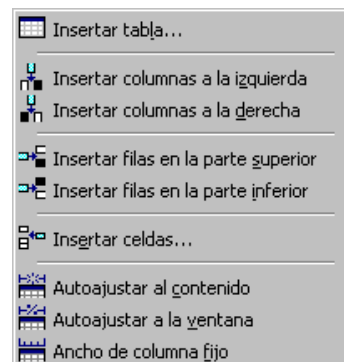 Insertar tabla...
Insertar columnas a la izquierda
Insertar columnas a la derecha
Insertar filas en la parte superior
Insertar filas en la parte inferior
Insertar celdas...
Autoajustar al contenido
Autoajustar a la ventana
Ancho de columna fijo